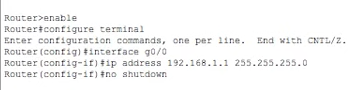 Router>enable
Router#configure terminal
Enter configuration commands, one per line.  End with CNTL/Z.
Router(config)#interface g0/0
Router(config-if)#ip address 192.168.1.1 255.255.255.0
Router(config-if)#no shutdown